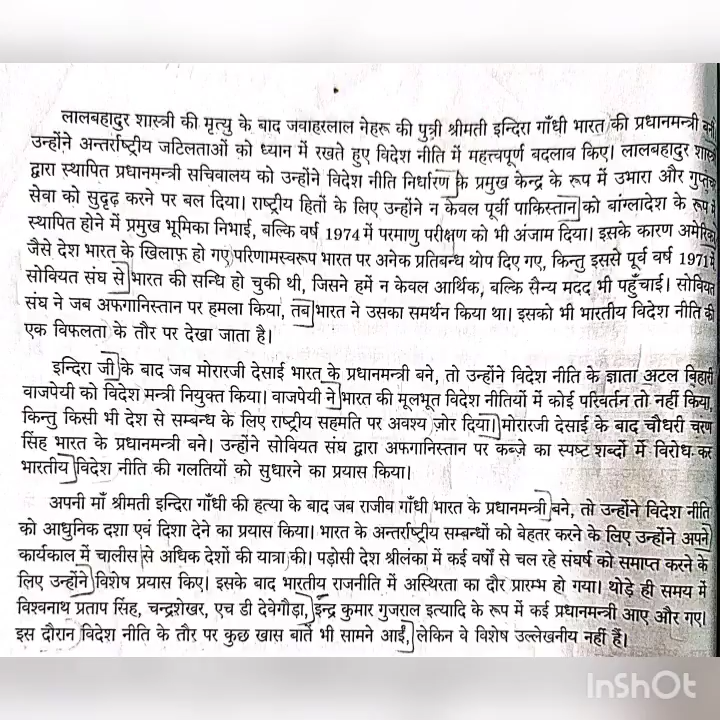 लालबहादुर शास्त्री की मृत्यु के बाद जवाहरलाल नेहरू की पुत्री श्रीमती इन्दिरा गाँधी भारत की प्रधानमन्त्री बनीं
उन्होंने अन्तर्राष्ट्रीय जटिलताओं को ध्यान में रखते हुए विदेश नीति में महत्त्वपूर्ण बदलाव किए। लालबहादुर
द्वारा स्थापित प्रधानमन्त्री सचिवालय को उन्होंने विदेश नीति निर्धारण के प्रमुख केन्द्र के रूप में उभारा और
सेवा को सुदृढ़ करने पर बल दिया। राष्ट्रीय हितों के लिए उन्होंने न केवल पूर्वी पाकिस्तान को बांग्लादेश के रूप में
स्थापित होने में प्रमुख भूमिका निभाई, बल्कि वर्ष 1974 में परमाणु परीक्षण को भी अंजाम दिया। इसके कारण
जैसे देश भारत के खिलाफ़ हो गए परिणामस्वरूप भारत पर अनेक प्रतिबन्ध थोप दिए गए, किन्तु इससे पूर्व वर्ष 1971 में
सोवियत संघ से भारत की सन्धि हो चुकी थी, जिसने हमें न केवल आर्थिक, बल्कि सैन्य मदद भी पहुँचाई। सोवियत
संघ ने जब अफगानिस्तान पर हमला किया, तब भारत ने उसका समर्थन किया था। इसको भी भारतीय विदेश नीति की
एक विफलता के तौर पर देखा जाता है।
इन्दिरा जी के बाद जब मोरारजी देसाई भारत के प्रधानमन्त्री बने, तो उन्होंने विदेश नीति के ज्ञाता अटल बिहारी
वाजपेयी को विदेश मन्त्री नियुक्त किया। वाजपेयी ने भारत की मूलभूत विदेश नीतियों में कोई परिवर्तन तो नहीं किया,
किन्तु किसी भी देश से सम्बन्ध के लिए राष्ट्रीय सहमति पर अवश्य ज़ोर दिया। मोरारजी देसाई के बाद चौधरी चरण
सिंह भारत के प्रधानमन्त्री बने। उन्होंने सोवियत संघ द्वारा अफगानिस्तान पर कब्ज़े का स्पष्ट शब्दों में विरोध कर
भारतीय विदेश नीति की गलतियों को सुधारने का प्रयास किया।
अपनी माँ श्रीमती इन्दिरा गाँधी की हत्या के बाद जब राजीव गाँधी भारत के प्रधानमन्त्री बने, तो उन्होंने विदेश नीति
को आधुनिक दशा एवं दिशा देने का प्रयास किया। भारत के अन्तर्राष्ट्रीय सम्बन्धों को बेहतर करने के लिए उन्होंने अपने
कार्यकाल में चालीस से अधिक देशों की यात्रा की। पड़ोसी देश श्रीलंका में कई वर्षों से चल रहे संघर्ष को समाप्त करने के
लिए उन्होंने विशेष प्रयास किए। इसके बाद भारतीय राजनीति में अस्थिरता का दौर प्रारम्भ हो गया। थोड़े ही समय में
विश्वनाथ प्रताप सिंह, चन्द्रशेखर, एच डी देवेगौड़ा, इन्द्र कुमार गुजराल इत्यादि के रूप में कई प्रधानमन्त्री आए और गए।
इस दौरान विदेश नीति के तौर पर कुछ खास बातें भी सामने आईं, लेकिन वे विशेष उल्लेखनीय नहीं हैं।
InShOt